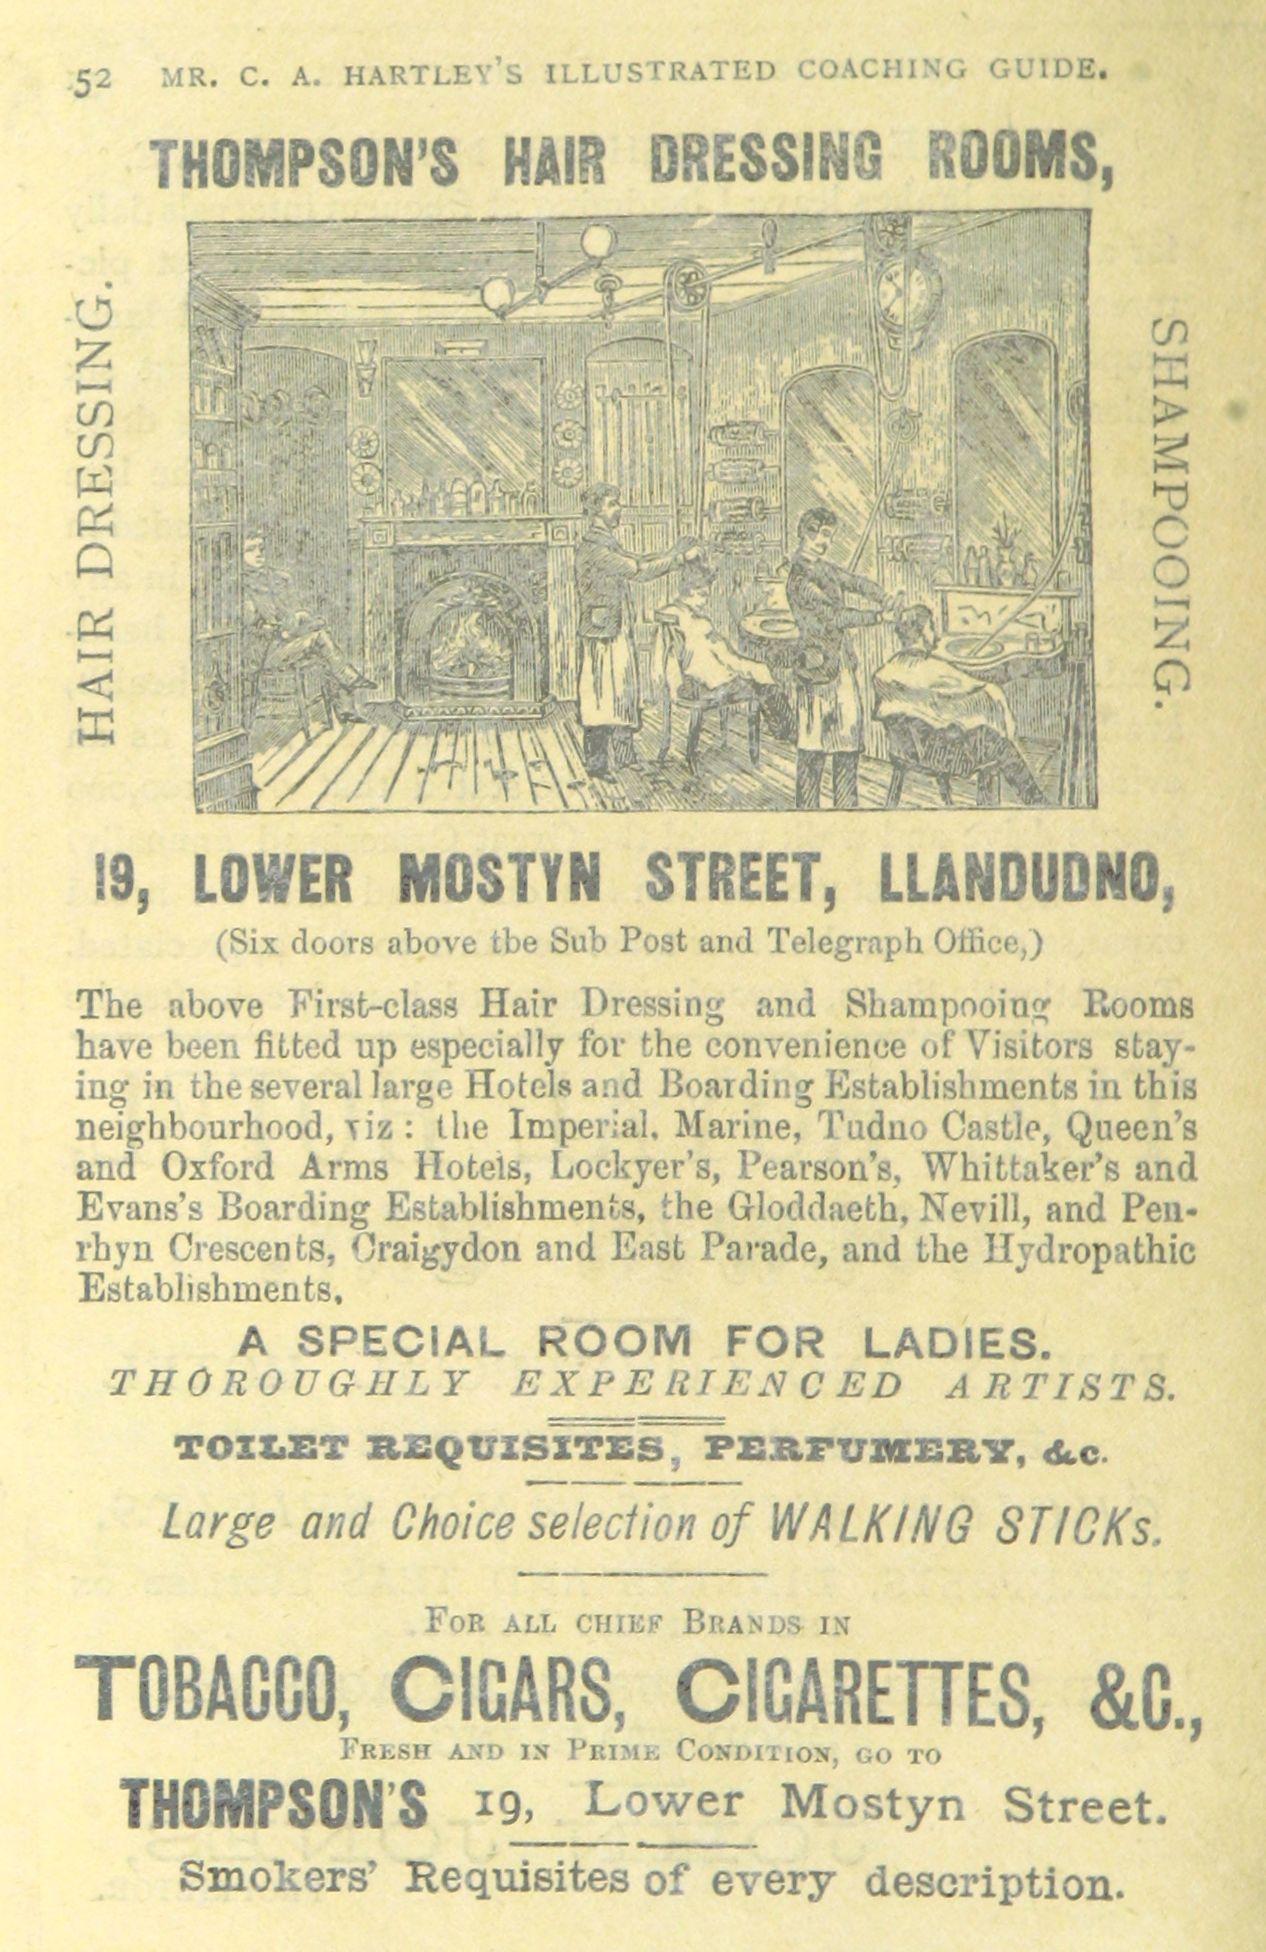 52 MR. C. A. HARTLEY'S ILLUSTRATED COACHING GUIDE.
THOMPSON'S HAIR DRESSING ROOMS,
HAIR DRESSING.
SHAMPOOING.
19, LOWER MOSTYN STREET, LLANDUDNO,
(Six doors above tbe Sub Post and Telegraph Office,)
The above First-class Hair Dressing and Shampooing Rooms
have been fitted up especially for the convenience of Visitors stay-
ing in the several large Hotels and Boarding Establishments in this
neighbourhood, viz : the Imperial, Marine, Tudno Castle, Queen's
and Oxford Arms Hotels, Lockyer's, Pearson's, Whittaker's and
Evans's Boarding Establishments, the Gloddaeth, Nevill, and Pen-
rhyn Crescents, Craigydon and East Parade, and the Hydropathic
Establishments.
A SPECIAL ROOM FOR LADIES.
THOROUGHLY EXPERIENCED ARTISTS.
TOILET REQUISITES, PERFUMERY, &c.
Large and Choice selection of WALKING STICKs.
FOR ALL CHIEF BRANDS IN
TOBACCO, CIGARS, CIGARETTES, &C.,
FRESH AND IN PRIME CONDITION, GO TO
THOMPSON'S 19, Lower Mostyn Street.
Smokers' Requisites of every description.